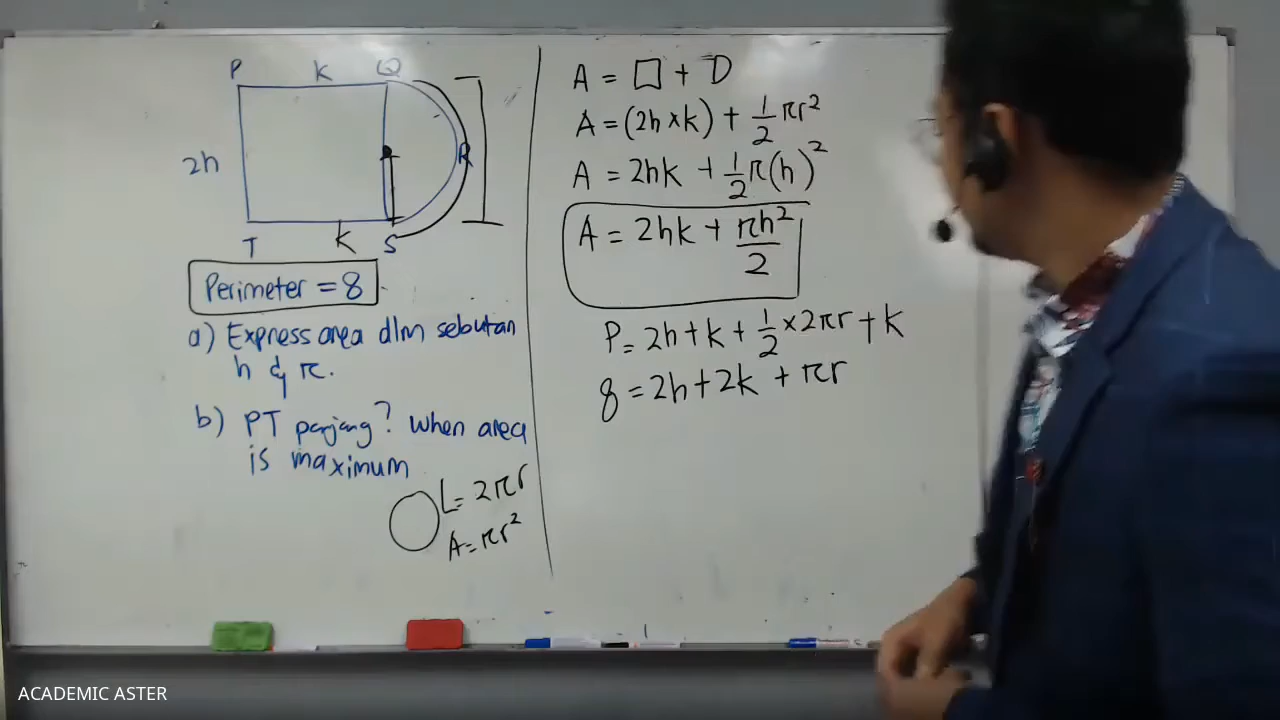 P K Q
2h
R
T K S
Perimeter = 8
a) Express area dlm sebutan
h & π.
b) PT panjang? When area
is maximum
L = 2πr
A = πr²
A = □ + D
A = (2h × k) + 1/2 πr²
A = 2hk + 1/2 π(h)²
A = 2hk + πh²/2
P = 2h + k + 1/2 × 2πr + k
8 = 2h + 2k + πr
ACADEMIC ASTER